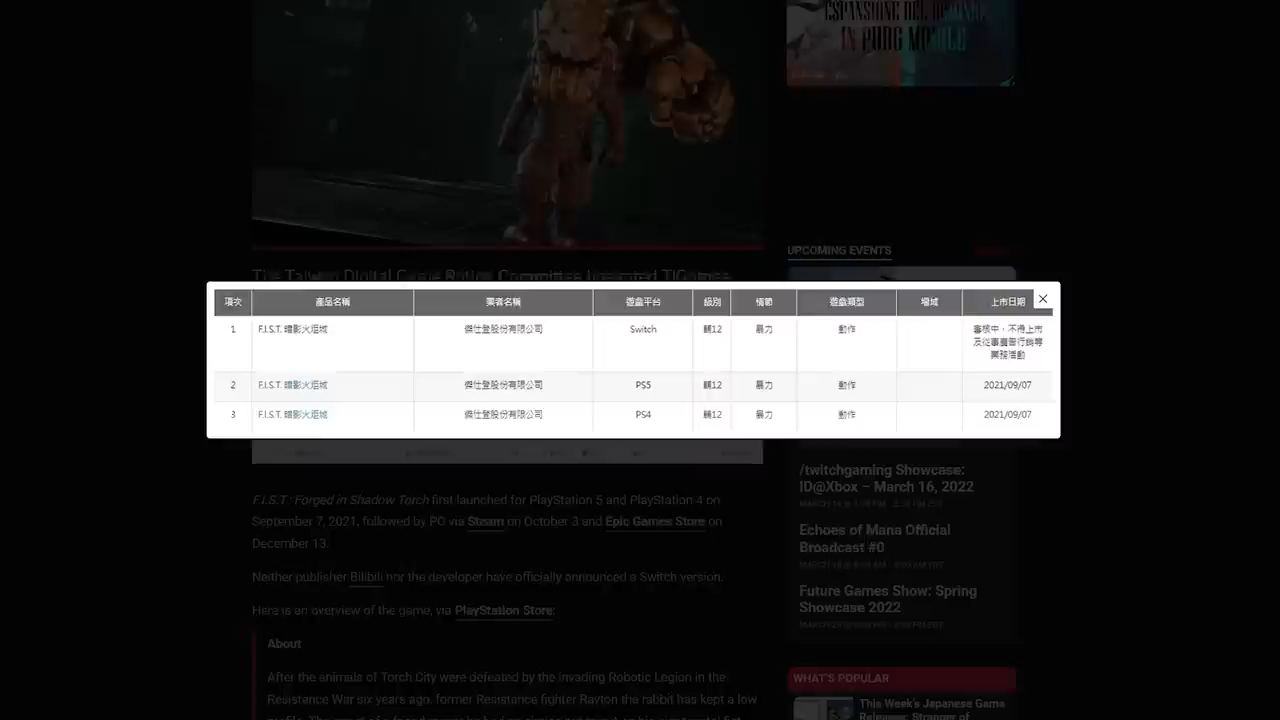 ESPANSIONE DEL DOMINIO
IN PUBG MOBILE
UPCOMING EVENTS
項次 產品名稱 業者名稱 遊戲平台 級別 情節 遊戲類型 場域 上市日期
1 F.I.S.T. 暗影火炬城 傑仕登股份有限公司 Switch 輔12 暴力 動作 審核中，不得上市
及從事廣告行銷等
業務活動
2 F.I.S.T. 暗影火炬城 傑仕登股份有限公司 PS5 輔12 暴力 動作 2021/09/07
3 F.I.S.T. 暗影火炬城 傑仕登股份有限公司 PS4 輔12 暴力 動作 2021/09/07
F.I.S.T.: Forged in Shadow Torch first launched for PlayStation 5 and PlayStation 4 on
September 7, 2021, followed by PC via Steam on October 3 and Epic Games Store on
December 13.
Neither publisher Bilibili nor the developer have officially announced a Switch version.
Here is an overview of the game, via PlayStation Store:
About
After the animals of Torch City were defeated by the invading Robotic Legion in the
Resistance War six years ago, former Resistance fighter Rayton the rabbit has kept a low
/twitchgaming Showcase:
ID@Xbox – March 16, 2022
Echoes of Mana Official
Broadcast #0
Future Games Show: Spring
Showcase 2022
WHAT'S POPULAR
This Week's Japanese Game
Releases: Stranger of